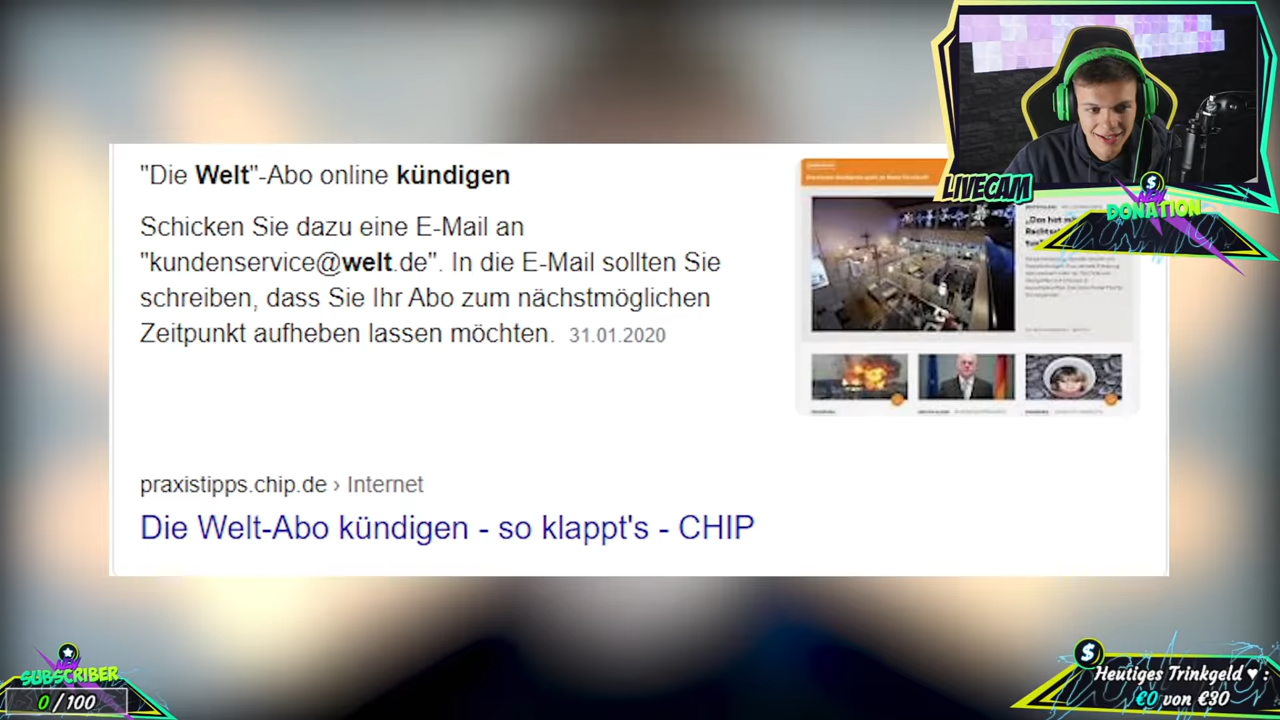 "Die Welt"-Abo online kündigen
Schicken Sie dazu eine E-Mail an
"kundenservice@welt.de". In die E-Mail sollten Sie
schreiben, dass Sie Ihr Abo zum nächstmöglichen
Zeitpunkt aufheben lassen möchten. 31.01.2020
praxistipps.chip.de › Internet
Die Welt-Abo kündigen - so klappt's - CHIP
LIVECAM
$
NEW
DONATION
NEW
SUBSCRIBER
0 / 100
$
Heutiges Trinkgeld ♥ :
€0 von €30